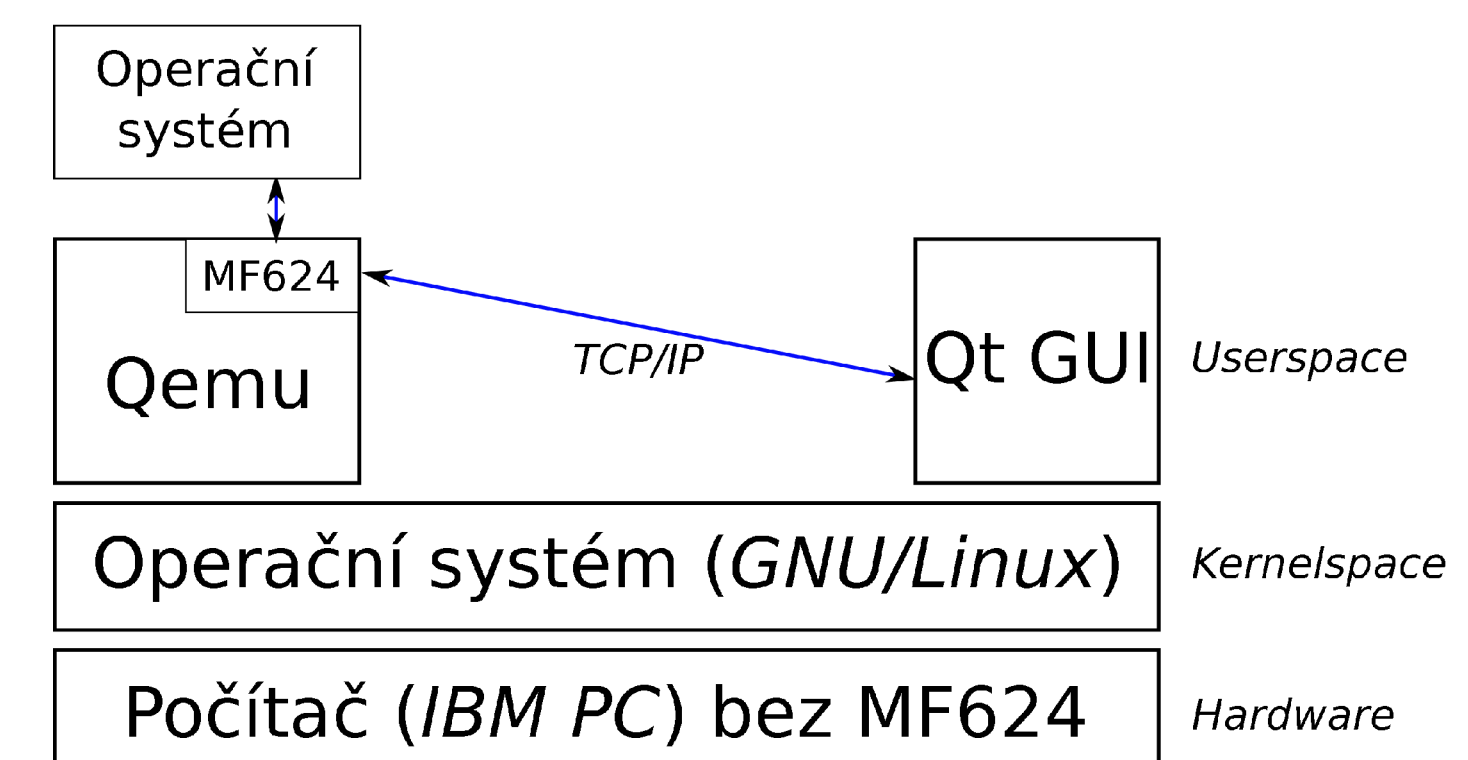 Operační
systém
MF624
Qemu
TCP/IP
Qt GUI
Userspace
Operační systém (GNU/Linux)
Kernelspace
Počítač (IBM PC) bez MF624
Hardware